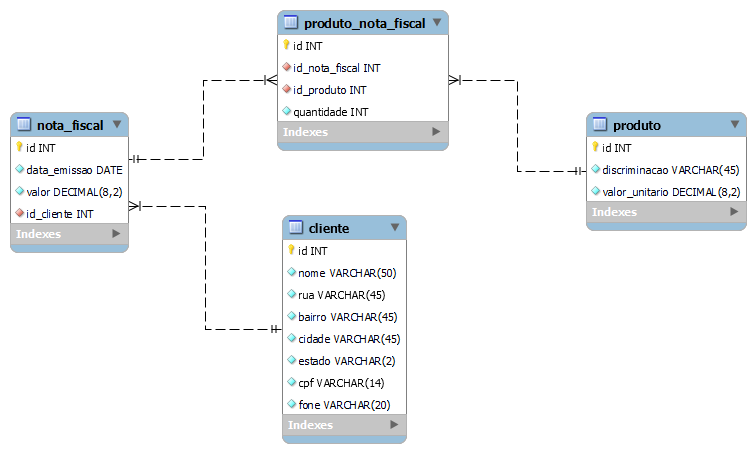 produto_nota_fiscal
id INT
id_nota_fiscal INT
id_produto INT
quantidade INT
Indexes
nota_fiscal
id INT
data_emissao DATE
valor DECIMAL(8,2)
id_cliente INT
Indexes
produto
id INT
discriminacao VARCHAR(45)
valor_unitario DECIMAL(8,2)
Indexes
cliente
id INT
nome VARCHAR(50)
rua VARCHAR(45)
bairro VARCHAR(45)
cidade VARCHAR(45)
estado VARCHAR(2)
cpf VARCHAR(14)
fone VARCHAR(20)
Indexes